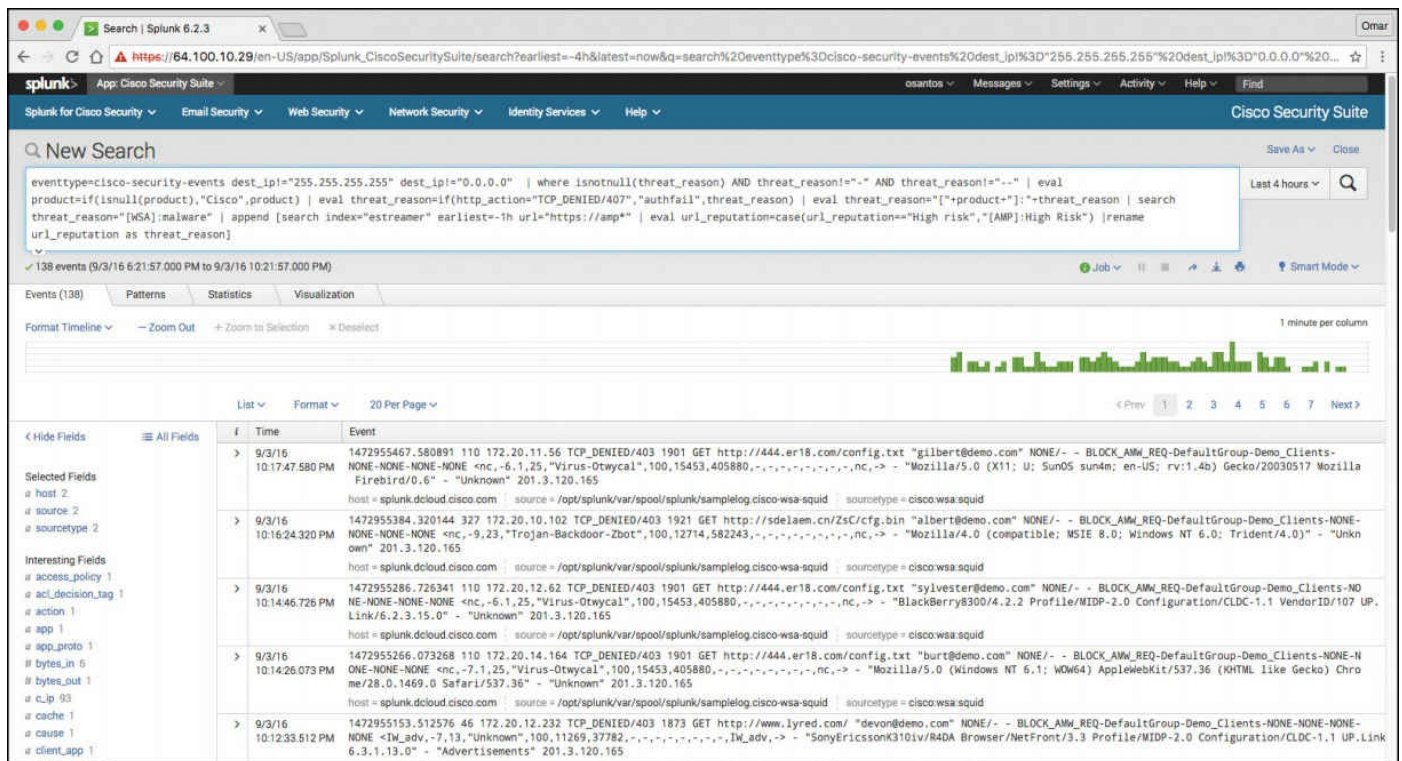 Search | Splunk 6.2.3
Omar
https://64.100.10.29/en-US/app/Splunk_CiscoSecuritySuite/search?earliest=-4h&latest=now&q=search%20eventtype%3Dcisco-security-events%20dest_ip!%3D"255.255.255.255"%20dest_ip!%3D"0.0.0.0"%20...
splunk> App: Cisco Security Suite
osantos Messages Settings Activity Help Find
Splunk for Cisco Security Email Security Web Security Network Security Identity Services Help
Cisco Security Suite
New Search
Save As Close
eventtype=cisco-security-events dest_ip!="255.255.255.255" dest_ip!="0.0.0.0" | where isnotnull(threat_reason) AND threat_reason!="-" AND threat_reason!="--" | eval
product=if(isnull(product),"Cisco",product) | eval threat_reason=if(http_action="TCP_DENIED/407","authfail",threat_reason) | eval threat_reason="["+product+"]:"+threat_reason | search
threat_reason="[WSA]:malware" | append [search index="estreamer" earliest=-1h url="https://amp*" | eval url_reputation=case(url_reputation=="High risk","[AMP]:High Risk") |rename
url_reputation as threat_reason]
Last 4 hours
138 events (9/3/16 6:21:57.000 PM to 9/3/16 10:21:57.000 PM)
Job
Smart Mode
Events (138) Patterns Statistics Visualization
Format Timeline — Zoom Out + Zoom to Selection × Deselect
1 minute per column
List Format 20 Per Page
< Prev 1 2 3 4 5 6 7 Next >
< Hide Fields All Fields
i Time Event
Selected Fields
a host 2
a source 2
a sourcetype 2
Interesting Fields
a access_policy 1
a acl_decision_tag 1
a action 1
a app 1
a app_proto 1
# bytes_in 6
# bytes_out 1
a c_ip 93
a cache 1
a cause 1
a client_app 1
> 9/3/16
10:17:47.580 PM
1472955467.580891 110 172.20.11.56 TCP_DENIED/403 1901 GET http://444.er18.com/config.txt "gilbert@demo.com" NONE/- - BLOCK_AMW_REQ-DefaultGroup-Demo_Clients-
NONE-NONE-NONE-NONE <nc,-6.1,25,"Virus-Otwycal",100,15453,405880,-,-,-,-,-,-,-,nc,-> - "Mozilla/5.0 (X11; U; SunOS sun4m; en-US; rv:1.4b) Gecko/20030517 Mozilla
Firebird/0.6" - "Unknown" 201.3.120.165
host = splunk.dcloud.cisco.com source = /opt/splunk/var/spool/splunk/samplelog.cisco-wsa-squid sourcetype = cisco:wsa:squid
> 9/3/16
10:16:24.320 PM
1472955384.320144 327 172.20.10.102 TCP_DENIED/403 1921 GET http://sdelaem.cn/ZsC/cfg.bin "albert@demo.com" NONE/- - BLOCK_AMW_REQ-DefaultGroup-Demo_Clients-NONE-
NONE-NONE-NONE <nc,-9,23,"Trojan-Backdoor-Zbot",100,12714,582243,-,-,-,-,-,-,-,nc,-> - "Mozilla/4.0 (compatible; MSIE 8.0; Windows NT 6.0; Trident/4.0)" - "Unkn
own" 201.3.120.165
host = splunk.dcloud.cisco.com source = /opt/splunk/var/spool/splunk/samplelog.cisco-wsa-squid sourcetype = cisco:wsa:squid
> 9/3/16
10:14:46.726 PM
1472955286.726341 110 172.20.12.62 TCP_DENIED/403 1901 GET http://444.er18.com/config.txt "sylvester@demo.com" NONE/- - BLOCK_AMW_REQ-DefaultGroup-Demo_Clients-NO
NE-NONE-NONE-NONE <nc,-6.1,25,"Virus-Otwycal",100,15453,405880,-,-,-,-,-,-,-,nc,-> - "BlackBerry8300/4.2.2 Profile/MIDP-2.0 Configuration/CLDC-1.1 VendorID/107 UP.
Link/6.2.3.15.0" - "Unknown" 201.3.120.165
host = splunk.dcloud.cisco.com source = /opt/splunk/var/spool/splunk/samplelog.cisco-wsa-squid sourcetype = cisco:wsa:squid
> 9/3/16
10:14:26.073 PM
1472955266.073268 110 172.20.14.164 TCP_DENIED/403 1901 GET http://444.er18.com/config.txt "burt@demo.com" NONE/- - BLOCK_AMW_REQ-DefaultGroup-Demo_Clients-NONE-N
ONE-NONE-NONE <nc,-7.1,25,"Virus-Otwycal",100,15453,405880,-,-,-,-,-,-,-,nc,-> - "Mozilla/5.0 (Windows NT 6.1; WOW64) AppleWebKit/537.36 (KHTML like Gecko) Chro
me/28.0.1469.0 Safari/537.36" - "Unknown" 201.3.120.165
host = splunk.dcloud.cisco.com source = /opt/splunk/var/spool/splunk/samplelog.cisco-wsa-squid sourcetype = cisco:wsa:squid
> 9/3/16
10:12:33.512 PM
1472955153.512576 46 172.20.12.232 TCP_DENIED/403 1873 GET http://www.lyred.com/ "devon@demo.com" NONE/- - BLOCK_AMW_REQ-DefaultGroup-Demo_Clients-NONE-NONE-NONE-
NONE <IW_adv,-7,13,"Unknown",100,11269,37782,-,-,-,-,-,-,-,IW_adv,-> - "SonyEricssonK310iv/R4DA Browser/NetFront/3.3 Profile/MIDP-2.0 Configuration/CLDC-1.1 UP.Link
6.3.1.13.0" - "Advertisements" 201.3.120.165